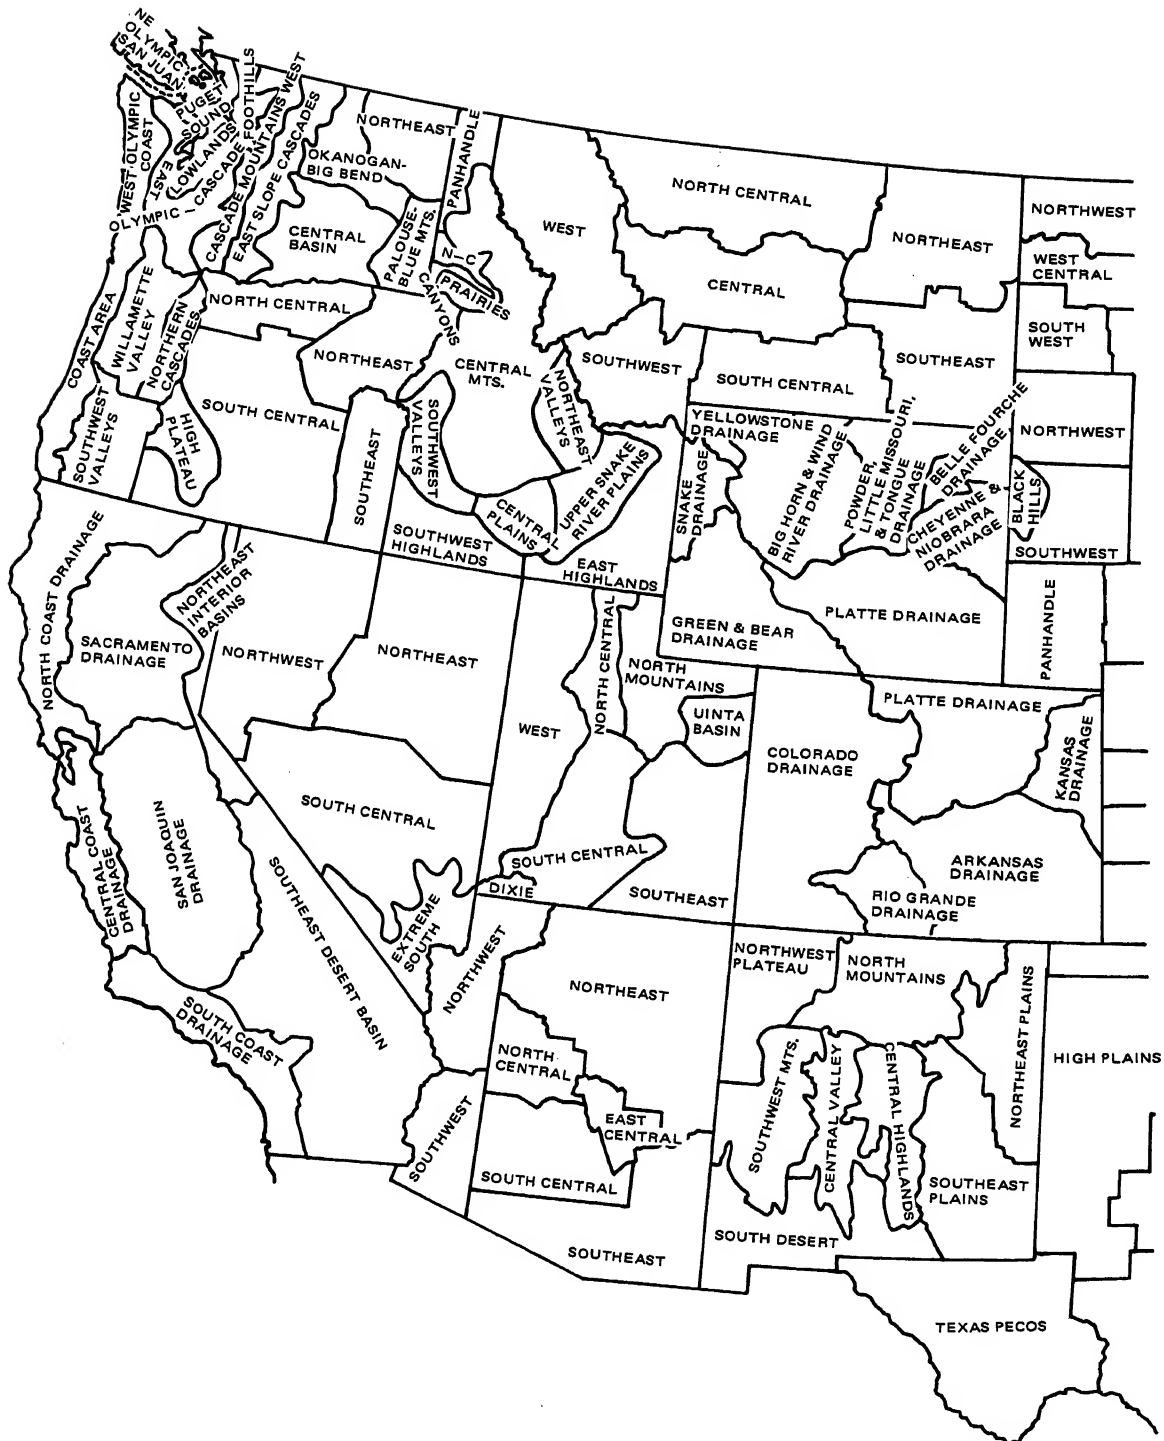 NE
OLYMPIC
SAN JUAN
PUGET
SOUND
LOWLANDS
WEST OLYMPIC
COAST
EAST
OLYMPIC – CASCADE FOOTHILLS
CASCADE MOUNTAINS WEST
EAST SLOPE CASCADES
NORTHEAST
OKANOGAN-
BIG BEND
CENTRAL
BASIN
PALOUSE-
BLUE MTS.
PANHANDLE
N–C
PRAIRIES
CANYONS
CENTRAL
MTS.
NORTHEAST
VALLEYS
SOUTHWEST
VALLEYS
UPPER SNAKE
RIVER PLAINS
CENTRAL
PLAINS
SOUTHWEST
HIGHLANDS
EAST
HIGHLANDS
COAST AREA
WILLAMETTE
VALLEY
NORTHERN
CASCADES
NORTH CENTRAL
NORTHEAST
SOUTH CENTRAL
HIGH
PLATEAU
SOUTHWEST
VALLEYS
SOUTHEAST
WEST
NORTH CENTRAL
NORTHEAST
CENTRAL
SOUTHWEST
SOUTH CENTRAL
SOUTHEAST
NORTHWEST
WEST
CENTRAL
SOUTH
WEST
NORTHWEST
BLACK
HILLS
SOUTHWEST
YELLOWSTONE
DRAINAGE
SNAKE
DRAINAGE
BIG HORN & WIND
RIVER DRAINAGE
POWDER,
LITTLE MISSOURI,
& TONGUE
DRAINAGE
BELLE FOURCHE
DRAINAGE
CHEYENNE &
NIOBRARA
DRAINAGE
GREEN & BEAR
DRAINAGE
PLATTE DRAINAGE
PANHANDLE
NORTH COAST DRAINAGE
SACRAMENTO
DRAINAGE
NORTHEAST
INTERIOR
BASINS
CENTRAL COAST
DRAINAGE
SAN JOAQUIN
DRAINAGE
SOUTHEAST DESERT BASIN
SOUTH COAST
DRAINAGE
NORTHWEST
NORTHEAST
SOUTH CENTRAL
EXTREME
SOUTH
WEST
NORTH CENTRAL
NORTH
MOUNTAINS
UINTA
BASIN
SOUTH CENTRAL
DIXIE
SOUTHEAST
COLORADO
DRAINAGE
PLATTE DRAINAGE
KANSAS
DRAINAGE
ARKANSAS
DRAINAGE
RIO GRANDE
DRAINAGE
NORTHWEST
NORTHEAST
NORTH
CENTRAL
EAST
CENTRAL
SOUTHWEST
SOUTH CENTRAL
SOUTHEAST
NORTHWEST
PLATEAU
NORTH
MOUNTAINS
NORTHEAST PLAINS
SOUTHWEST MTS.
CENTRAL VALLEY
CENTRAL HIGHLANDS
SOUTHEAST
PLAINS
SOUTH DESERT
HIGH PLAINS
TEXAS PECOS